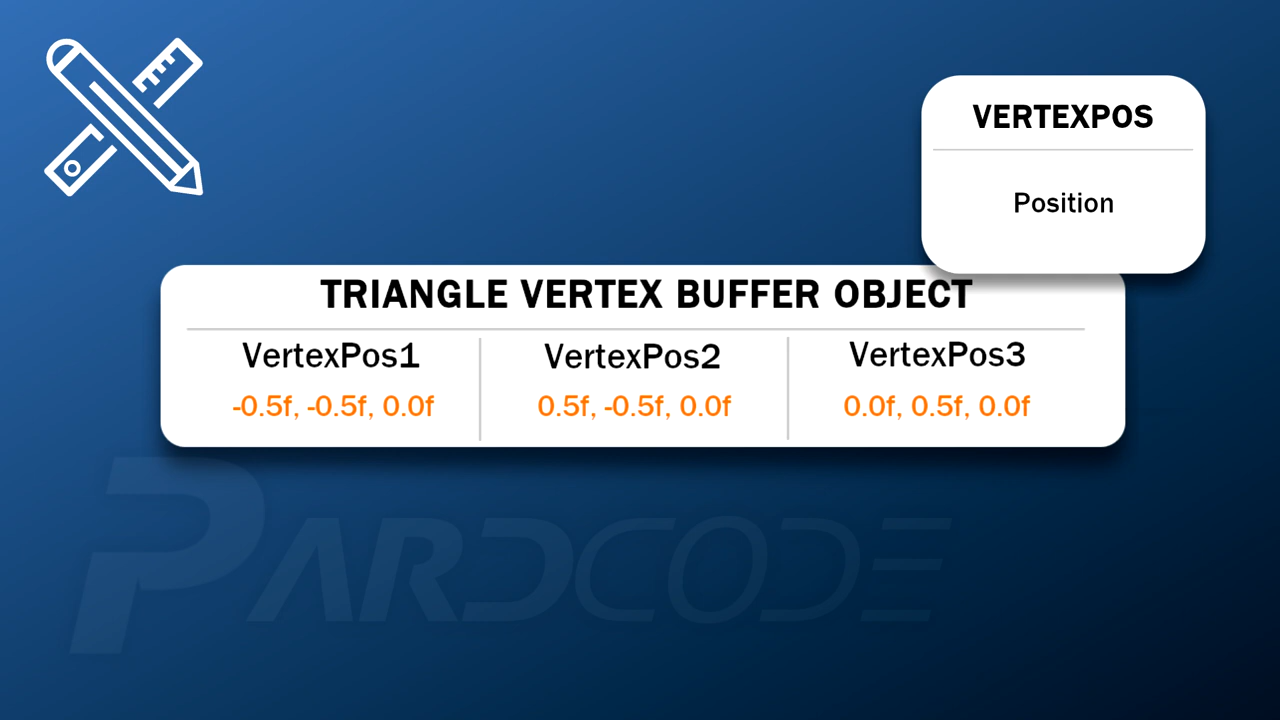 VERTEXPOS
Position
TRIANGLE VERTEX BUFFER OBJECT
VertexPos1 VertexPos2 VertexPos3
-0.5f, -0.5f, 0.0f 0.5f, -0.5f, 0.0f 0.0f, 0.5f, 0.0f
PARDCODE